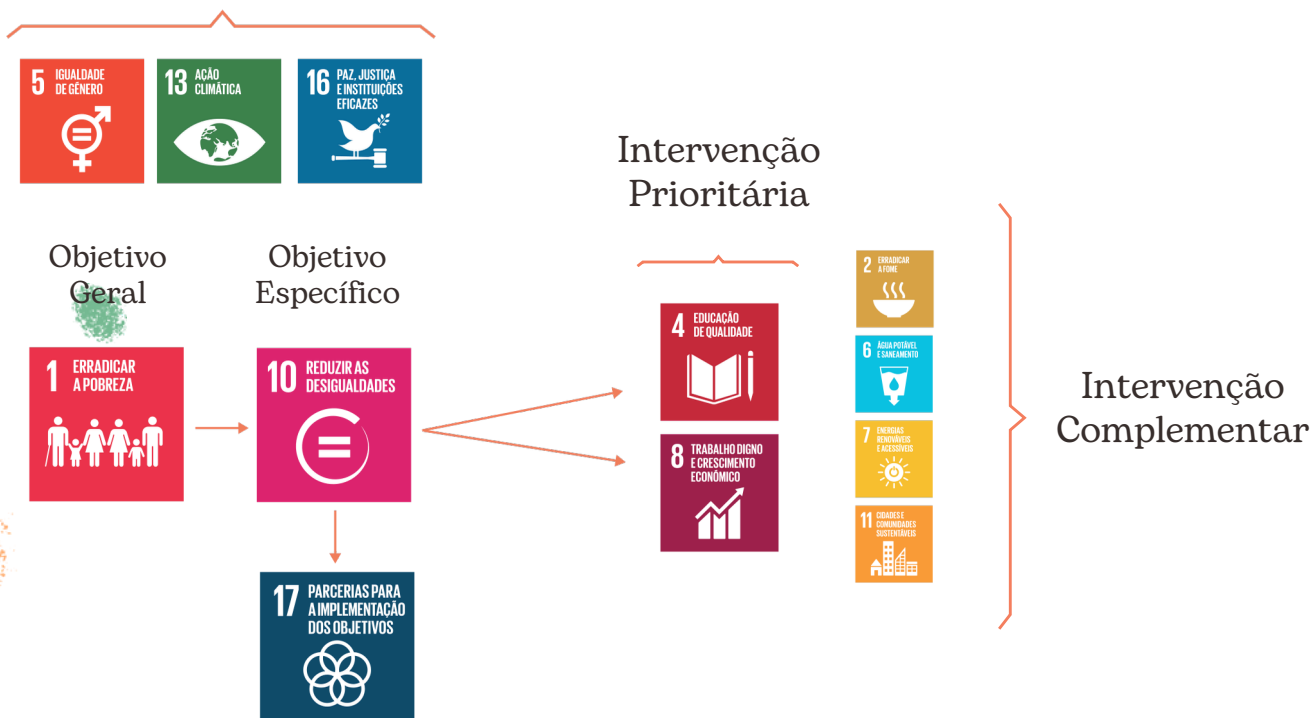 5 IGUALDADE
DE GÊNERO
13 AÇÃO
CLIMÁTICA
16 PAZ, JUSTIÇA
E INSTITUIÇÕES
EFICAZES
Intervenção
Prioritária
Objetivo
Geral
Objetivo
Específico
1 ERRADICAR
A POBREZA
10 REDUZIR AS
DESIGUALDADES
17 PARCERIAS PARA
A IMPLEMENTAÇÃO
DOS OBJETIVOS
4 EDUCAÇÃO
DE QUALIDADE
8 TRABALHO DIGNO
E CRESCIMENTO
ECONÔMICO
2 ERRADICAR
A FOME
6 ÁGUA POTÁVEL
E SANEAMENTO
7 ENERGIAS
RENOVÁVEIS
E ACESSÍVEIS
11 CIDADES E
COMUNIDADES
SUSTENTÁVEIS
Intervenção
Complementar